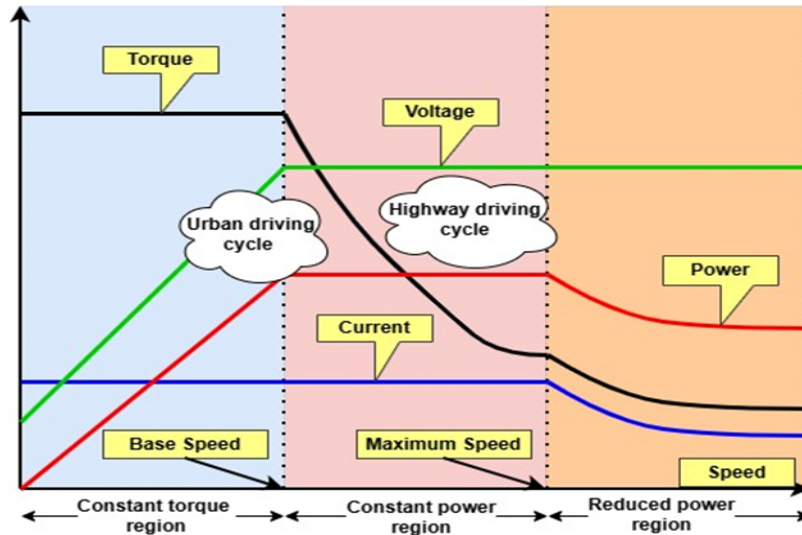 Torque
Voltage
Urban driving
cycle
Highway driving
cycle
Power
Current
Base Speed
Maximum Speed
Speed
Constant torque
region
Constant power
region
Reduced power
region